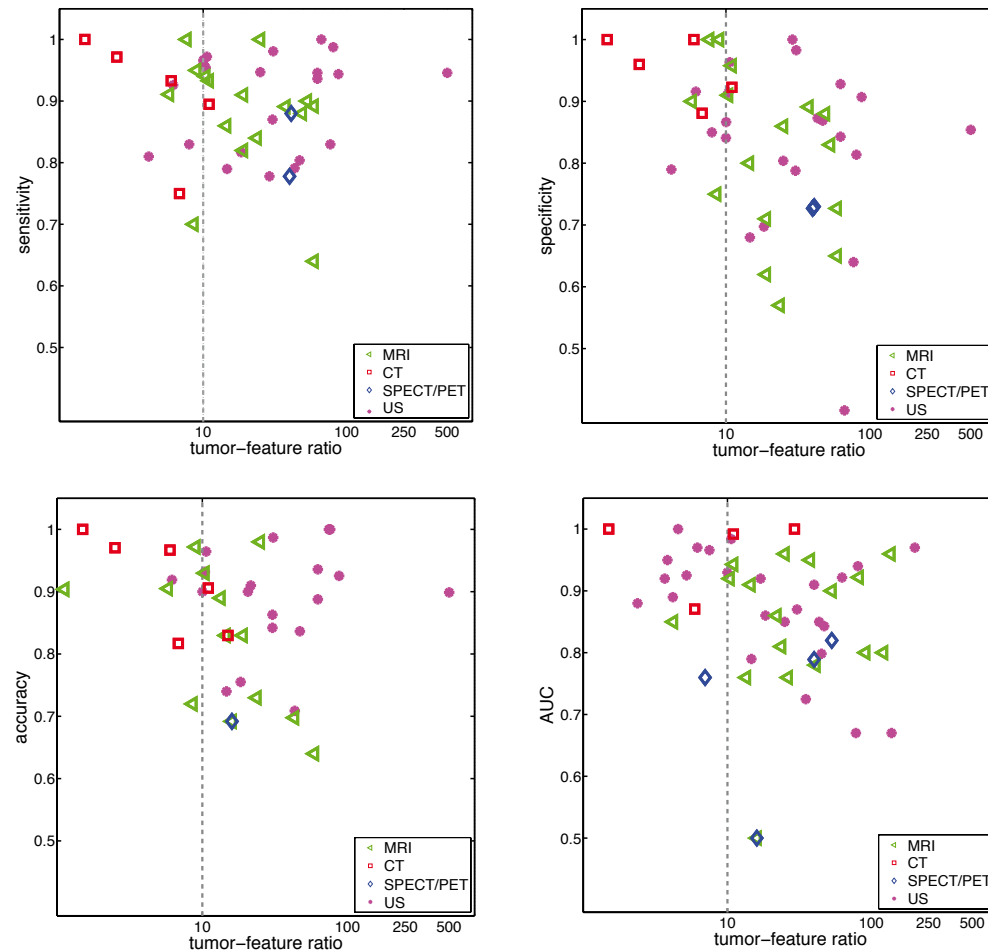 1
0.9
0.8
0.7
0.6
0.5
sensitivity
10 100 250 500
tumor-feature ratio
MRI
CT
SPECT/PET
US
1
0.9
0.8
0.7
0.6
0.5
specificity
10 100 250 500
tumor-feature ratio
MRI
CT
SPECT/PET
US
1
0.9
0.8
0.7
0.6
0.5
accuracy
10 100 250 500
tumor-feature ratio
MRI
CT
SPECT/PET
US
1
0.9
0.8
0.7
0.6
0.5
AUC
10 100 250 500
tumor-feature ratio
MRI
CT
SPECT/PET
US